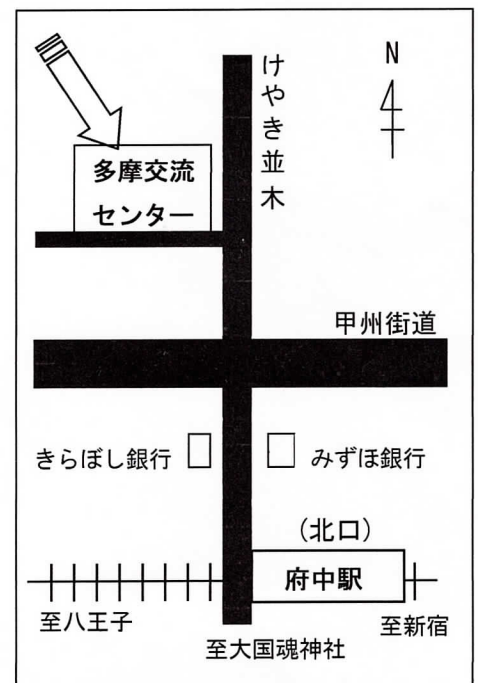 N
けやき並木
多摩交流
センター
甲州街道
きらぼし銀行
みずほ銀行
（北口）
府中駅
至八王子
至新宿
至大国魂神社